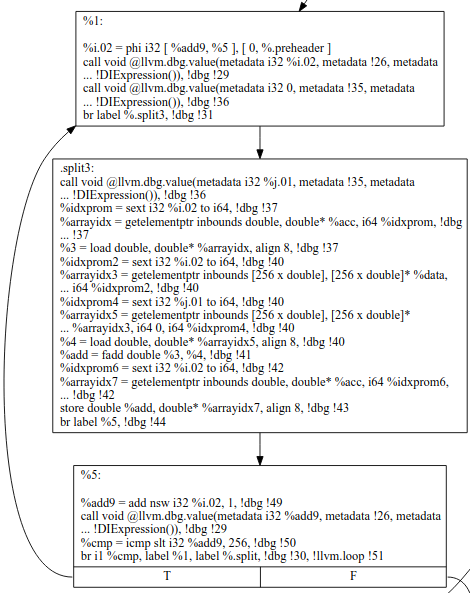 %1:
%i.02 = phi i32 [ %add9, %5 ], [ 0, %.preheader ]
call void @llvm.dbg.value(metadata i32 %i.02, metadata !26, metadata
... !DIExpression()), !dbg !29
call void @llvm.dbg.value(metadata i32 0, metadata !35, metadata
... !DIExpression()), !dbg !36
br label %.split3, !dbg !31
.split3:
call void @llvm.dbg.value(metadata i32 %j.01, metadata !35, metadata
... !DIExpression()), !dbg !36
%idxprom = sext i32 %i.02 to i64, !dbg !37
%arrayidx = getelementptr inbounds double, double* %acc, i64 %idxprom, !dbg
... !37
%3 = load double, double* %arrayidx, align 8, !dbg !37
%idxprom2 = sext i32 %i.02 to i64, !dbg !40
%arrayidx3 = getelementptr inbounds [256 x double], [256 x double]* %data,
... i64 %idxprom2, !dbg !40
%idxprom4 = sext i32 %j.01 to i64, !dbg !40
%arrayidx5 = getelementptr inbounds [256 x double], [256 x double]*
... %arrayidx3, i64 0, i64 %idxprom4, !dbg !40
%4 = load double, double* %arrayidx5, align 8, !dbg !40
%add = fadd double %3, %4, !dbg !41
%idxprom6 = sext i32 %i.02 to i64, !dbg !42
%arrayidx7 = getelementptr inbounds double, double* %acc, i64 %idxprom6,
... !dbg !42
store double %add, double* %arrayidx7, align 8, !dbg !43
br label %5, !dbg !44
%5:
%add9 = add nsw i32 %i.02, 1, !dbg !49
call void @llvm.dbg.value(metadata i32 %add9, metadata !26, metadata
... !DIExpression()), !dbg !29
%cmp = icmp slt i32 %add9, 256, !dbg !50
br i1 %cmp, label %1, label %.split, !dbg !30, !llvm.loop !51
T F